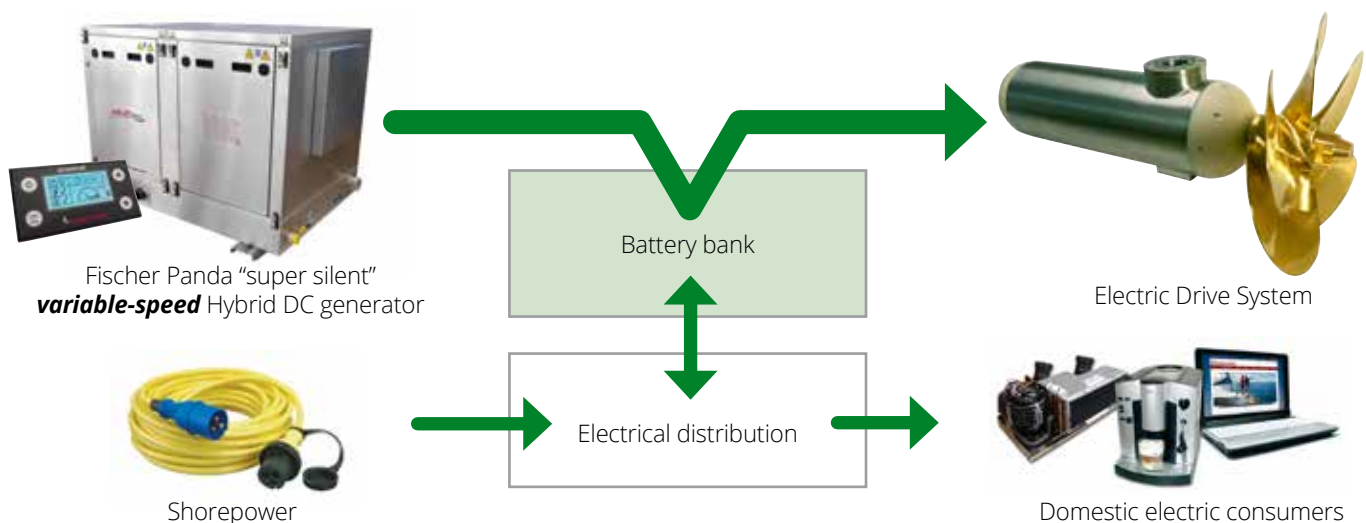 Battery bank
Fischer Panda “super silent”
variable-speed Hybrid DC generator
Electric Drive System
Electrical distribution
Shorepower
Domestic electric consumers